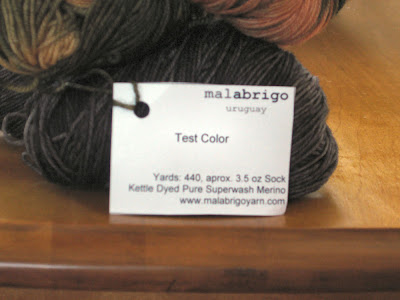 malabrigo
uruguay
Test Color
Yards: 440, aprox. 3.5 oz Sock
Kettle Dyed Pure Superwash Merino
www.malabrigoyarn.com